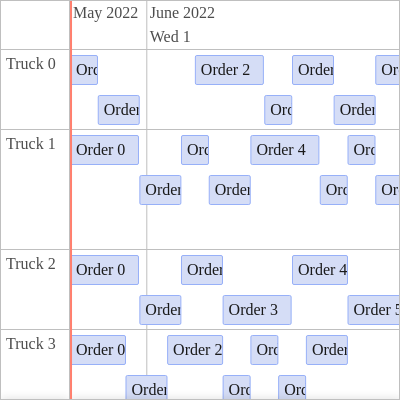 May 2022 June 2022
Wed 1
Truck 0
Ord Order 2 Order Or
Order Ord Order
Truck 1
Order 0 Ord Order 4 Ord
Order Order Ord Or
Truck 2
Order 0 Order Order 4
Order Order 3 Order 5
Truck 3
Order 0 Order 2 Ord Order
Order Ord Ord